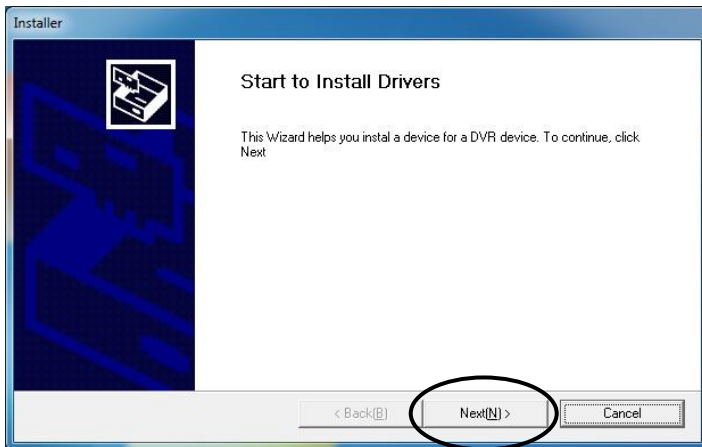 Installer
Start to Install Drivers
This Wizard helps you instal a device for a DVR device. To continue, click
Next
< Back(B)
Next(N) >
Cancel